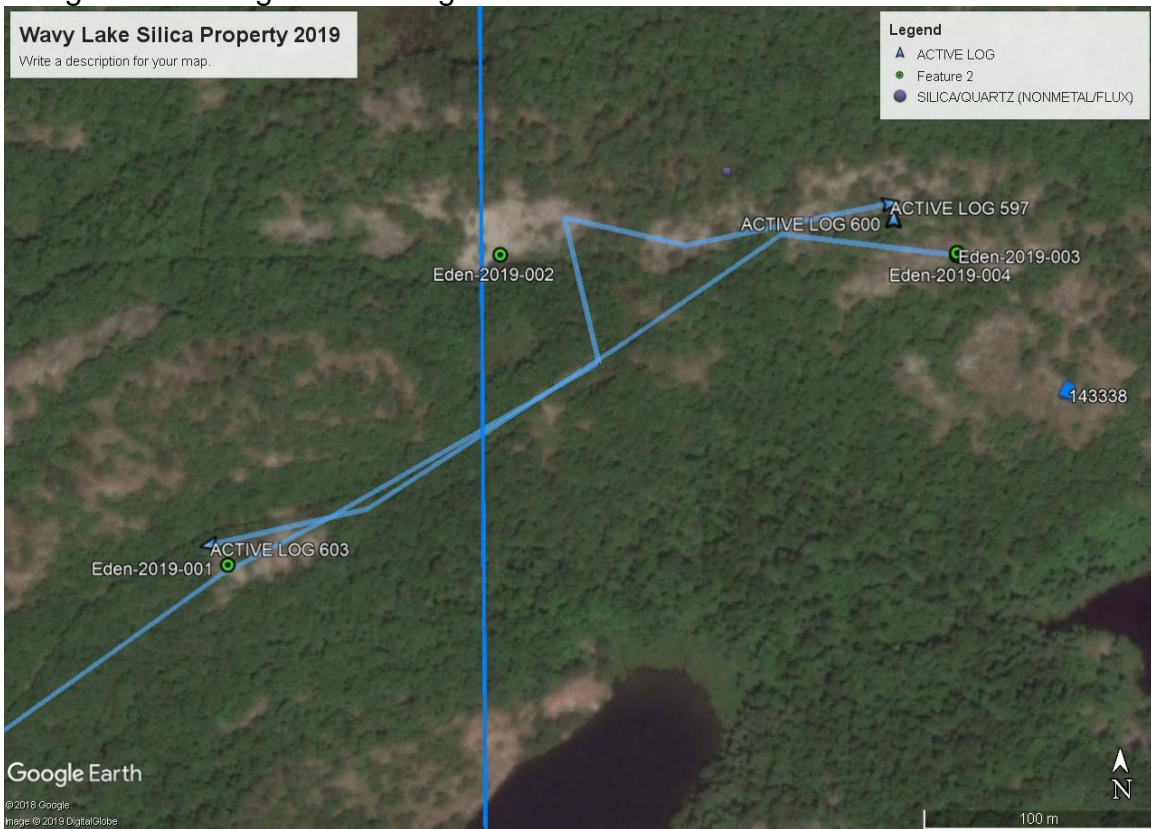 Wavy Lake Silica Property 2019
Write a description for your map.
Legend
ACTIVE LOG
Feature 2
SILICA/QUARTZ (NONMETAL/FLUX)
ACTIVE LOG 597
ACTIVE LOG 600
Eden-2019-003
Eden-2019-004
Eden-2019-002
143338
ACTIVE LOG 603
Eden-2019-001
Google Earth
©2018 Google
Image © 2019 DigitalGlobe
N
100 m